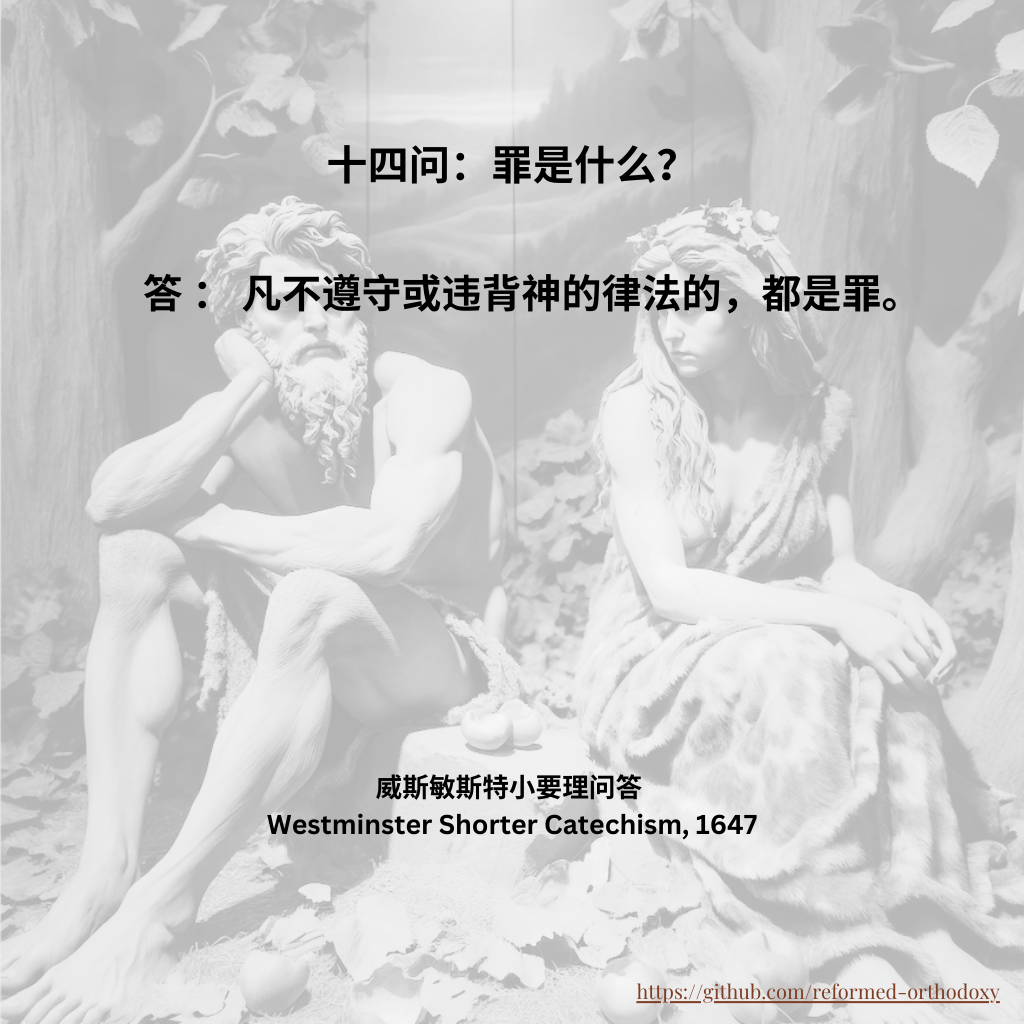 十四问：罪是什么？
答： 凡不遵守或违背神的律法的，都是罪。
威斯敏斯特小要理问答
Westminster Shorter Catechism, 1647
https://github.com/reformed-orthodoxy